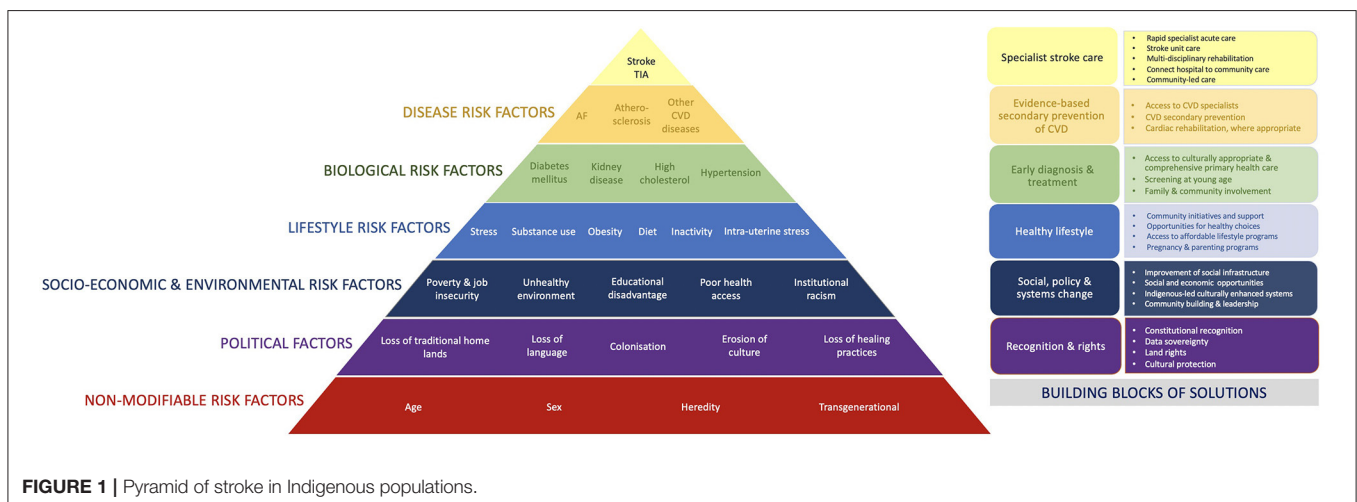 Stroke
TIA
DISEASE RISK FACTORS
AF
Athero-
sclerosis
Other
CVD
diseases
BIOLOGICAL RISK FACTORS
Diabetes
mellitus
Kidney
disease
High
cholesterol
Hypertension
LIFESTYLE RISK FACTORS
Stress
Substance use
Obesity
Diet
Inactivity
Intra-uterine stress
SOCIO-ECONOMIC & ENVIRONMENTAL RISK FACTORS
Poverty & job
insecurity
Unhealthy
environment
Educational
disadvantage
Poor health
access
Institutional
racism
POLITICAL FACTORS
Loss of traditional home
lands
Loss of
language
Colonisation
Erosion of
culture
Loss of healing
practices
NON-MODIFIABLE RISK FACTORS
Age
Sex
Heredity
Transgenerational
Specialist stroke care
• Rapid specialist acute care
• Stroke unit care
• Multi-disciplinary rehabilitation
• Connect hospital to community care
• Community-led care
Evidence-based
secondary prevention
of CVD
• Access to CVD specialists
• CVD secondary prevention
• Cardiac rehabilitation, where appropriate
Early diagnosis &
treatment
• Access to culturally appropriate &
comprehensive primary health care
• Screening at young age
• Family & community involvement
Healthy lifestyle
• Community initiatives and support
• Opportunities for healthy choices
• Access to affordable lifestyle programs
• Pregnancy & parenting programs
Social, policy &
systems change
• Improvement of social infrastructure
• Social and economic opportunities
• Indigenous-led culturally enhanced systems
• Community building & leadership
Recognition & rights
• Constitutional recognition
• Data sovereignty
• Land rights
• Cultural protection
BUILDING BLOCKS OF SOLUTIONS
FIGURE 1 | Pyramid of stroke in Indigenous populations.